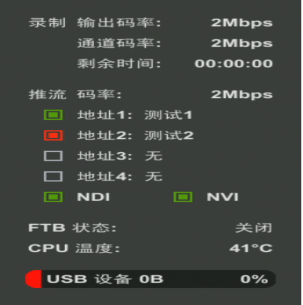 录制 输出码率: 2Mbps
通道码率: 2Mbps
剩余时间: 00:00:00
推流 码率: 2Mbps
地址1: 测试1
地址2: 测试2
地址3: 无
地址4: 无
NDI NVI
FTB 状态: 关闭
CPU 温度: 41°C
USB 设备 0B 0%